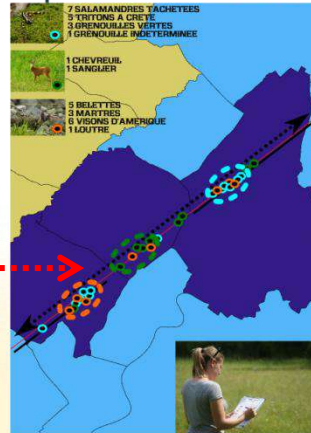 7 SALAMANDRES TACHETEES
5 TRITONS A CRETE
3 GRENOUILLES VERTES
1 GRENOUILLE INDETERMINEE
1 CHEVREUIL
1 SANGLIER
5 BELETTES
3 MARTRES
6 VISONS D'AMERIQUE
1 LOUTRE